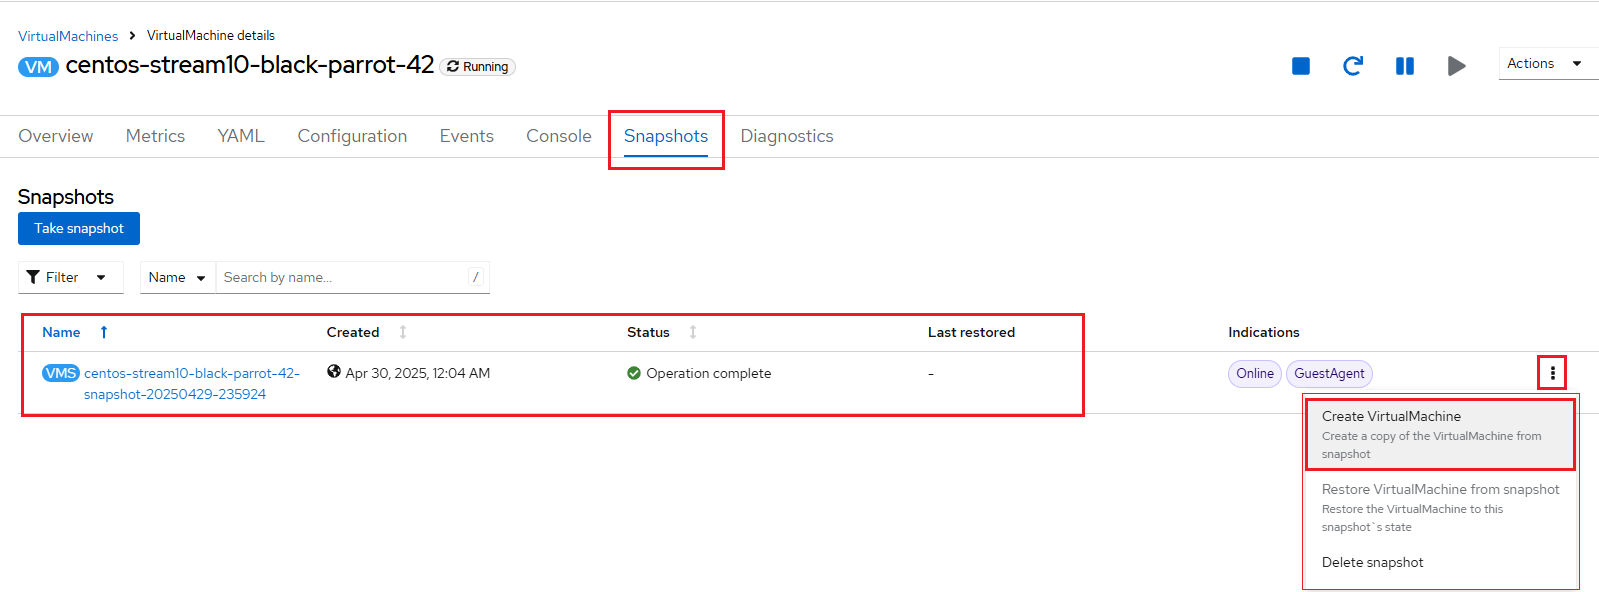 VirtualMachines > VirtualMachine details
VM centos-stream10-black-parrot-42 Running
Actions
Overview Metrics YAML Configuration Events Console Snapshots Diagnostics
Snapshots
Take snapshot
Filter Name Search by name... /
Name Created Status Last restored Indications
VMS centos-stream10-black-parrot-42- Apr 30, 2025, 12:04 AM Operation complete - Online GuestAgent
snapshot-20250429-235924
Create VirtualMachine
Create a copy of the VirtualMachine from
snapshot
Restore VirtualMachine from snapshot
Restore the VirtualMachine to this
snapshot`s state
Delete snapshot